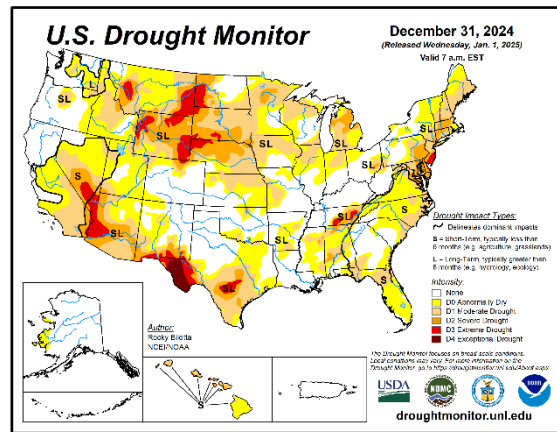 U.S. Drought Monitor
December 31, 2024
(Released Wednesday, Jan. 1, 2025)
Valid 7 a.m. EST
SL
L
SL
SL
SL
SL
SL
SL
S
SL
SL
SL
SL
SL
S
S
Drought Impact Types:
Delineates dominant impacts
S = Short-Term, typically less than
6 months (e.g. agriculture, grasslands)
L = Long-Term, typically greater than
6 months (e.g. hydrology, ecology)
Intensity:
None
D0 Abnormally Dry
D1 Moderate Drought
D2 Severe Drought
D3 Extreme Drought
D4 Exceptional Drought
Author:
Rocky Bilotta
NCEI/NOAA
The Drought Monitor focuses on broad-scale conditions.
Local conditions may vary. For more information on the
Drought Monitor, go to https://droughtmonitor.unl.edu/About.aspx
USDA
NDMC
NOAA
droughtmonitor.unl.edu